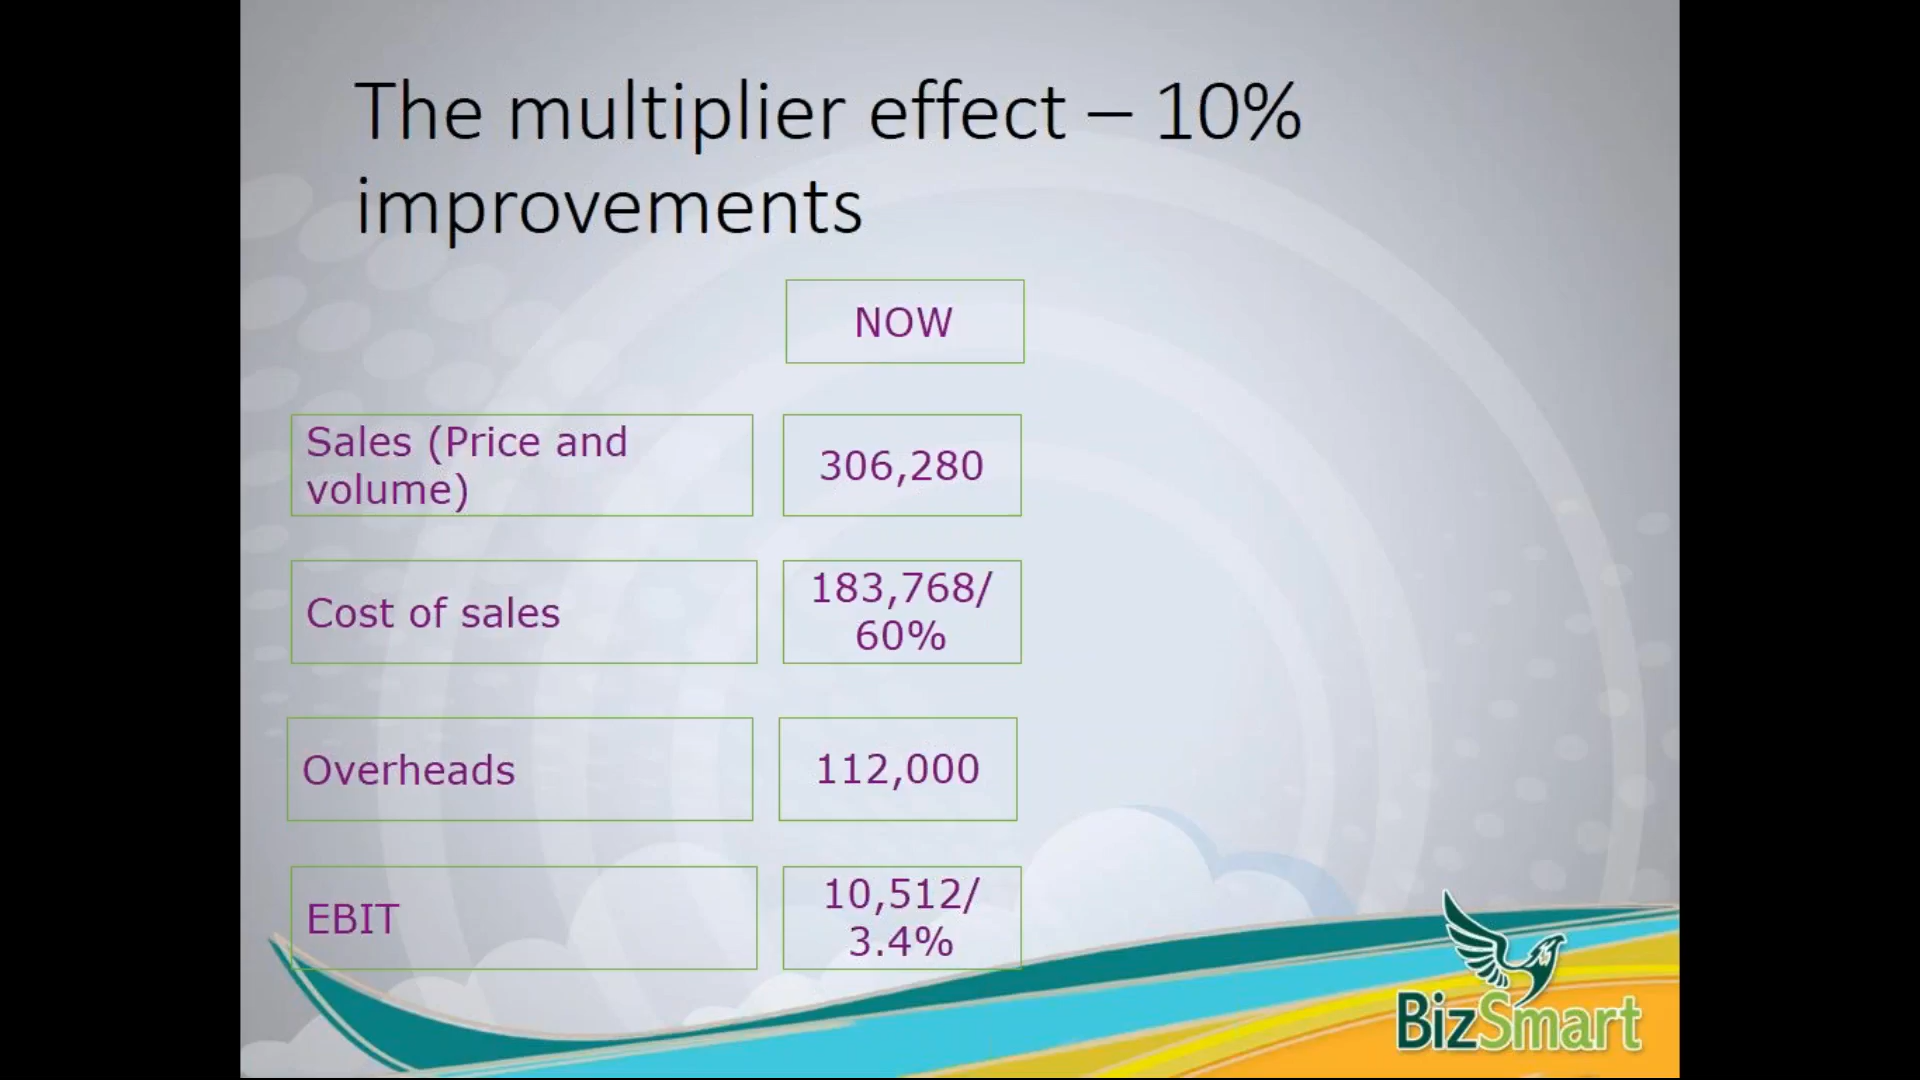 The multiplier effect – 10%
improvements
NOW
Sales (Price and
volume)
306,280
Cost of sales
183,768/
60%
Overheads
112,000
EBIT
10,512/
3.4%
BizSmart